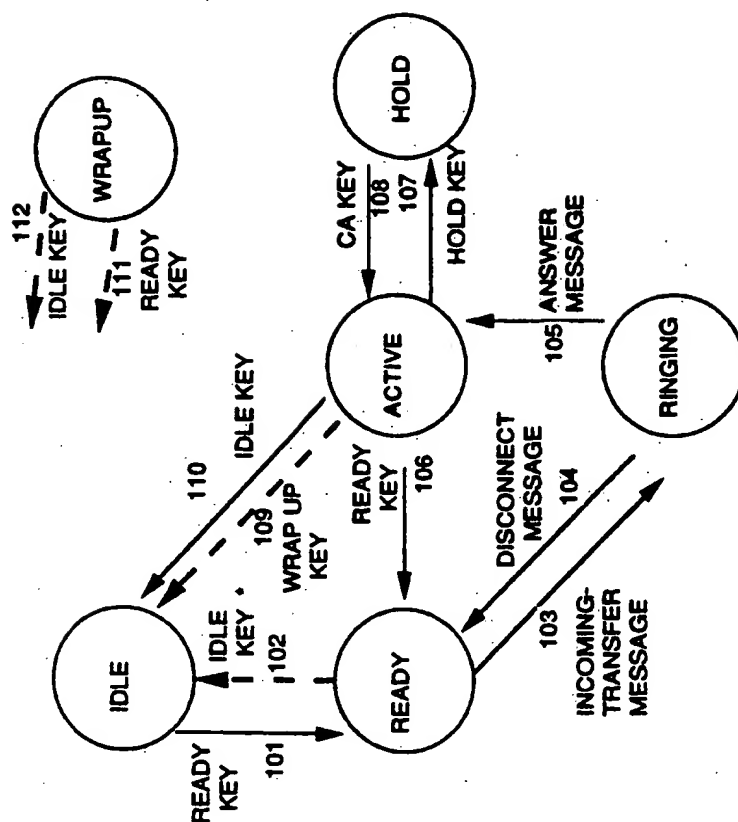 112
IDLE KEY
111
READY
KEY
WRAPUP
HOLD
CA KEY
108
107
HOLD KEY
ACTIVE
105
ANSWER
MESSAGE
RINGING
110
IDLE KEY
109
WRAP UP
KEY
READY
KEY
106
DISCONNECT
MESSAGE
104
103
INCOMING-
TRANSFER
MESSAGE
IDLE
IDLE
KEY
102
READY
READY
KEY
101